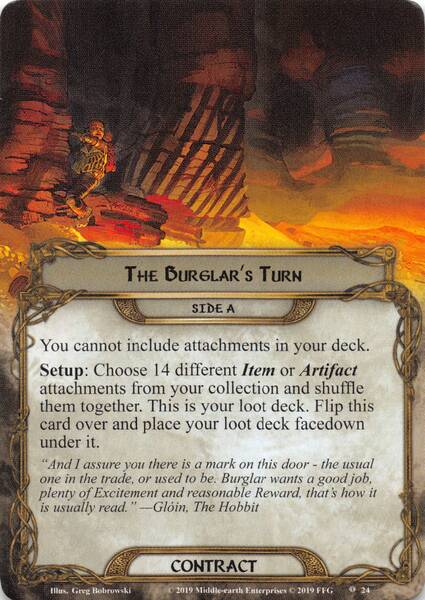 The Burglar's Turn
SIDE A
You cannot include attachments in your deck.
Setup: Choose 14 different Item or Artifact
attachments from your collection and shuffle
them together. This is your loot deck. Flip this
card over and place your loot deck facedown
under it.
"And I assure you there is a mark on this door - the usual
one in the trade, or used to be. Burglar wants a good job,
plenty of Excitement and reasonable Reward, that's how it
is usually read." —Glóin, The Hobbit
CONTRACT
Illus. Greg Bobrowski © 2019 Middle-earth Enterprises © 2019 FFG 24